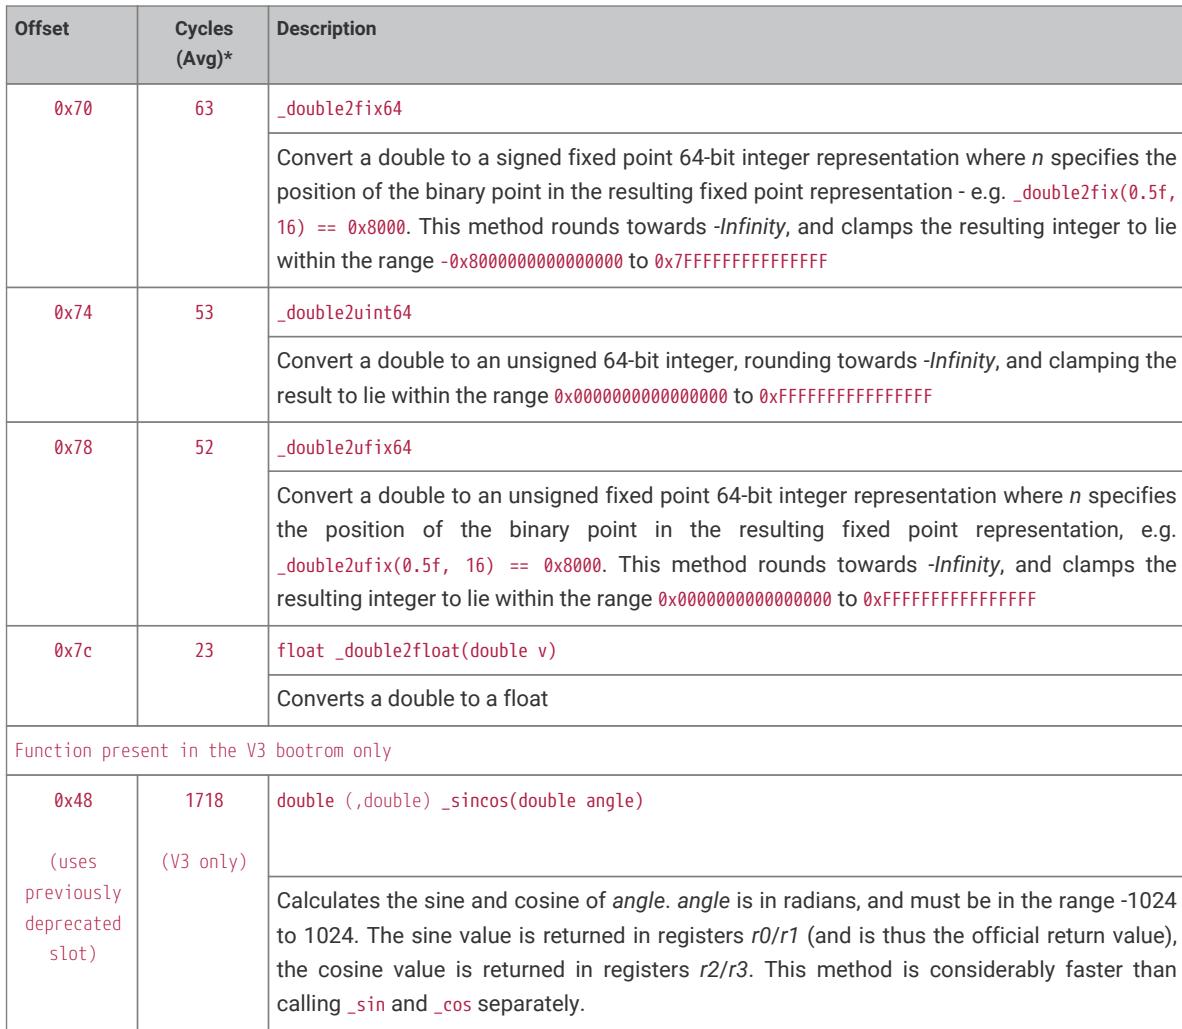 Offset Cycles (Avg)* Description
0x70 63 _double2fix64
Convert a double to a signed fixed point 64-bit integer representation where n specifies the
position of the binary point in the resulting fixed point representation - e.g. _double2fix(0.5f,
16) == 0x8000. This method rounds towards -Infinity, and clamps the resulting integer to lie
within the range -0x8000000000000000 to 0x7FFFFFFFFFFFFFFF
0x74 53 _double2uint64
Convert a double to an unsigned 64-bit integer, rounding towards -Infinity, and clamping the
result to lie within the range 0x0000000000000000 to 0xFFFFFFFFFFFFFFFF
0x78 52 _double2ufix64
Convert a double to an unsigned fixed point 64-bit integer representation where n specifies
the position of the binary point in the resulting fixed point representation, e.g.
_double2ufix(0.5f, 16) == 0x8000. This method rounds towards -Infinity, and clamps the
resulting integer to lie within the range 0x0000000000000000 to 0xFFFFFFFFFFFFFFFF
0x7c 23 float _double2float(double v)
Converts a double to a float
Function present in the V3 bootrom only
0x48 1718 double (,double) _sincos(double angle)
(uses (V3 only)
previously
deprecated
slot)
Calculates the sine and cosine of angle. angle is in radians, and must be in the range -1024
to 1024. The sine value is returned in registers r0/r1 (and is thus the official return value),
the cosine value is returned in registers r2/r3. This method is considerably faster than
calling _sin and _cos separately.